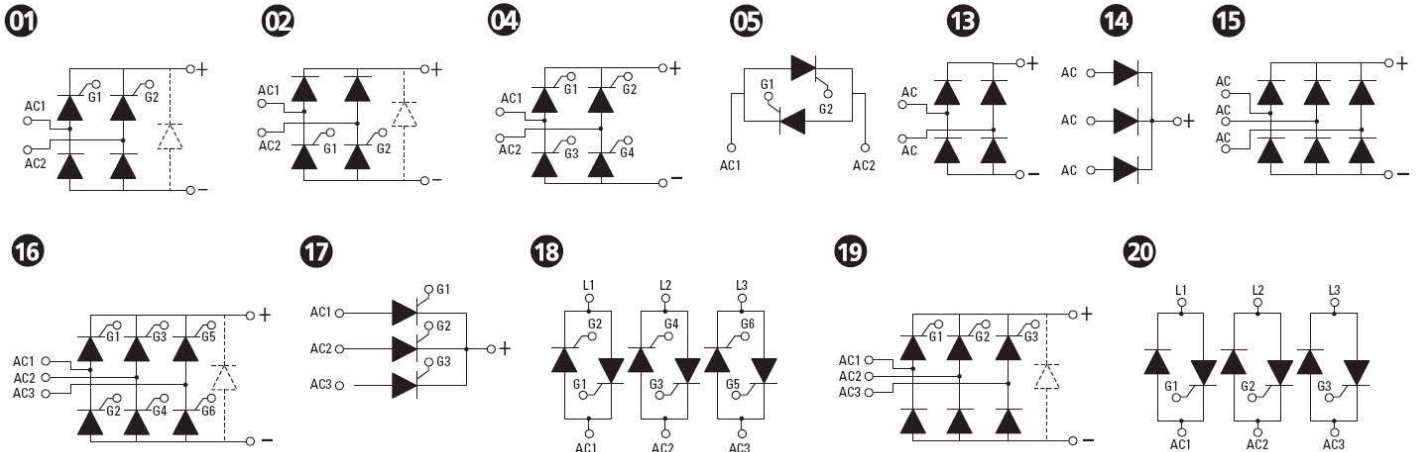 01
AC1
AC2
G1
G2
+
−
02
AC1
AC2
G1
G2
+
−
04
AC1
AC2
G1
G2
G3
G4
+
−
05
G1
G2
AC1
AC2
13
AC
AC
+
−
14
AC
AC
AC
+
15
AC
AC
AC
+
−
16
AC1
AC2
AC3
G1
G3
G5
G2
G4
G6
+
−
17
AC1
AC2
AC3
G1
G2
G3
+
18
L1
L2
L3
G2
G4
G6
G1
G3
G5
AC1
AC2
AC3
19
AC1
AC2
AC3
G1
G2
G3
+
−
20
L1
L2
L3
G1
G2
G3
AC1
AC2
AC3